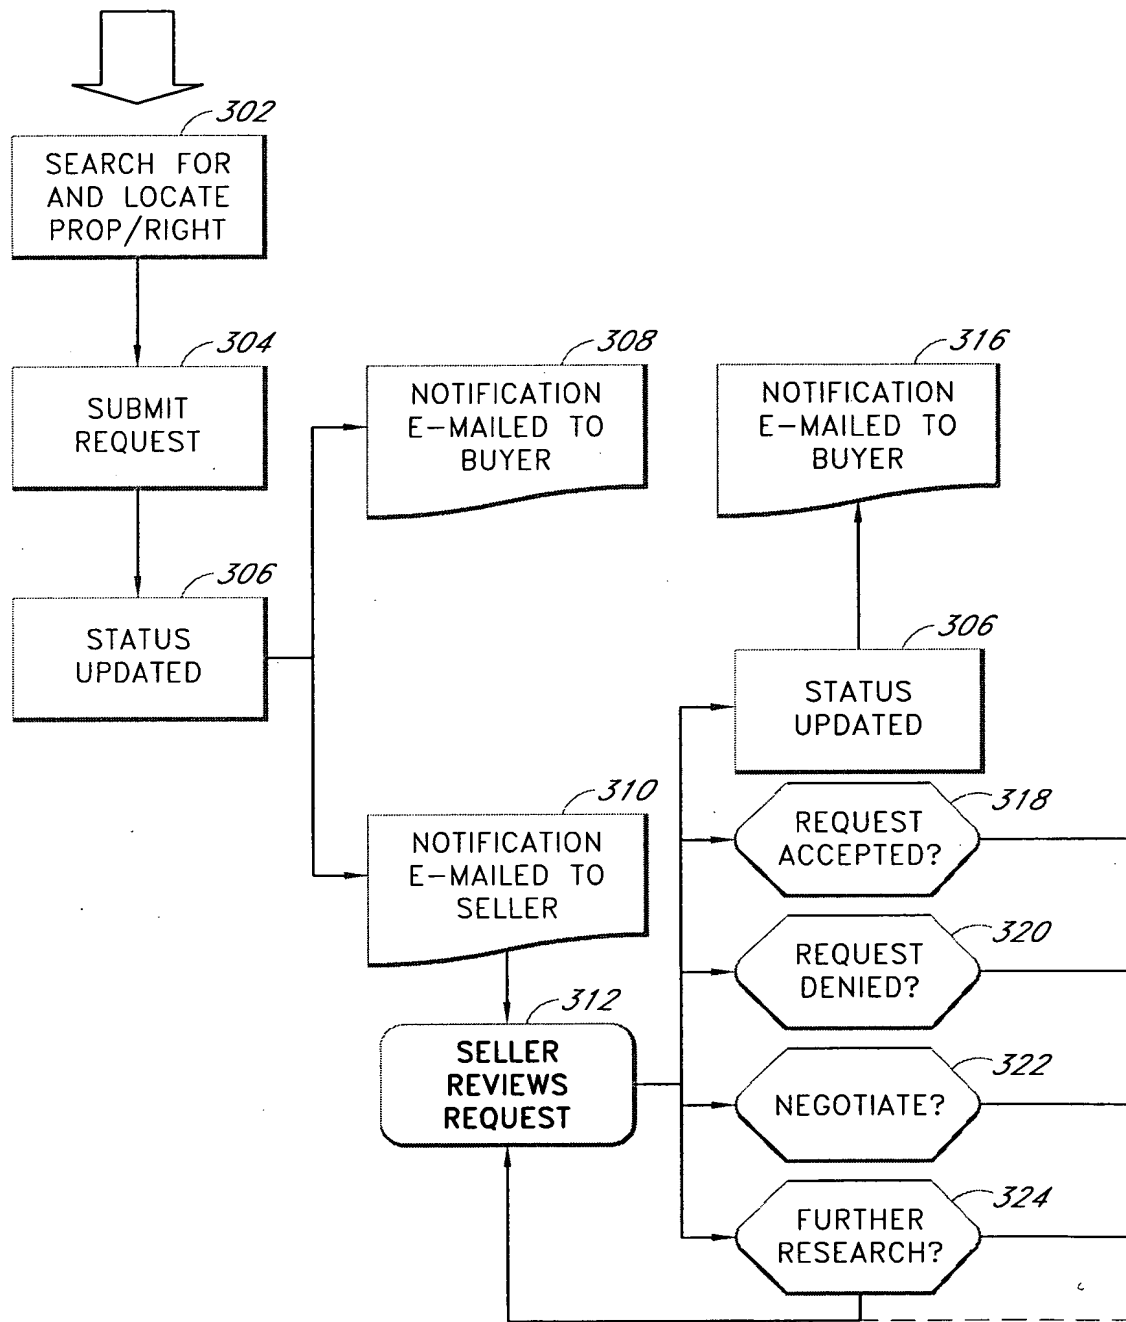 302
SEARCH FOR
AND LOCATE
PROP/RIGHT
304
SUBMIT
REQUEST
306
STATUS
UPDATED
308
NOTIFICATION
E-MAILED TO
BUYER
310
NOTIFICATION
E-MAILED TO
SELLER
312
SELLER
REVIEWS
REQUEST
316
NOTIFICATION
E-MAILED TO
BUYER
306
STATUS
UPDATED
318
REQUEST
ACCEPTED?
320
REQUEST
DENIED?
322
NEGOTIATE?
324
FURTHER
RESEARCH?